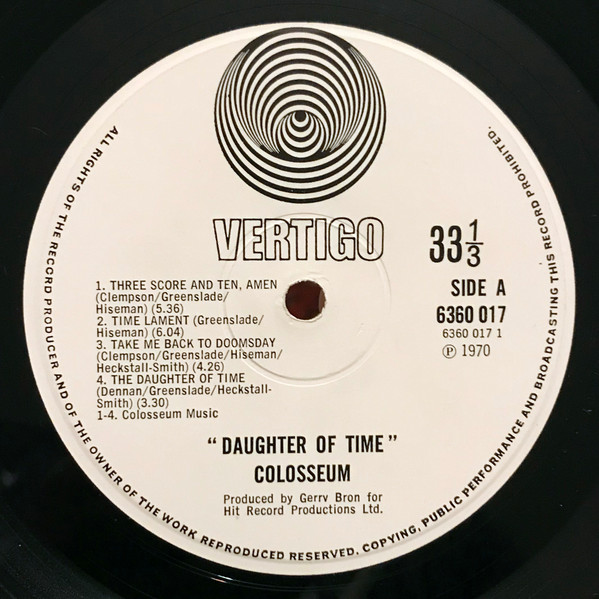 VERTIGO
33 1/3
SIDE A
6360 017
6360 017 1
Ⓟ 1970
1. THREE SCORE AND TEN, AMEN
(Clempson/Greenslade/
Hiseman) (5.36)
2. TIME LAMENT (Greenslade/
Hiseman) (6.04)
3. TAKE ME BACK TO DOOMSDAY
(Clempson/Greenslade/Hiseman/
Heckstall-Smith) (4.26)
4. THE DAUGHTER OF TIME
(Dennan/Greenslade/Heckstall-
Smith) (3.30)
1-4. Colosseum Music
"DAUGHTER OF TIME"
COLOSSEUM
Produced by Gerry Bron for
Hit Record Productions Ltd.
ALL RIGHTS OF THE RECORD PRODUCER AND OF THE OWNER OF THE WORK REPRODUCED RESERVED. COPYING, PUBLIC PERFORMANCE AND BROADCASTING THIS RECORD PROHIBITED.